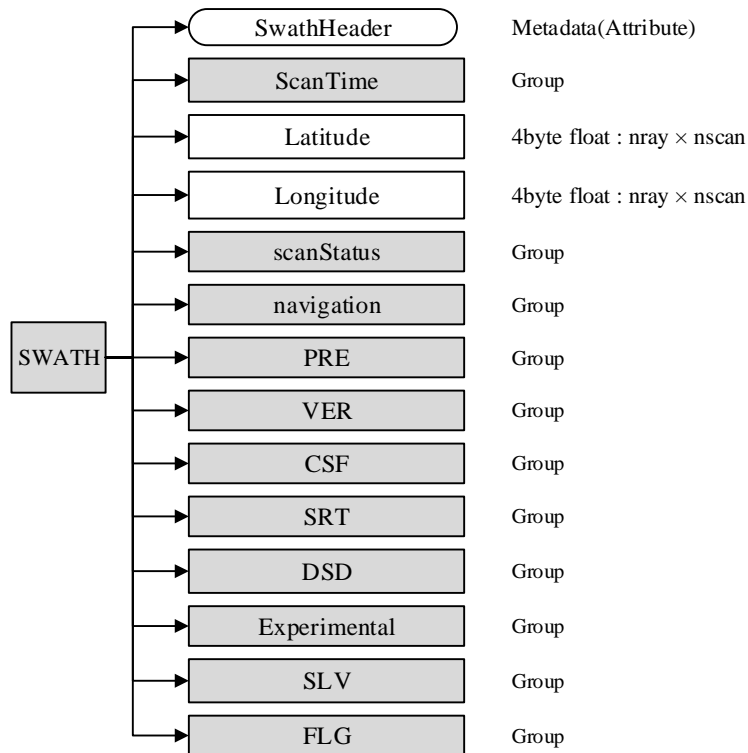 SwathHeader Metadata(Attribute)
ScanTime Group
Latitude 4byte float : nray × nscan
Longitude 4byte float : nray × nscan
scanStatus Group
navigation Group
SWATH
PRE Group
VER Group
CSF Group
SRT Group
DSD Group
Experimental Group
SLV Group
FLG Group